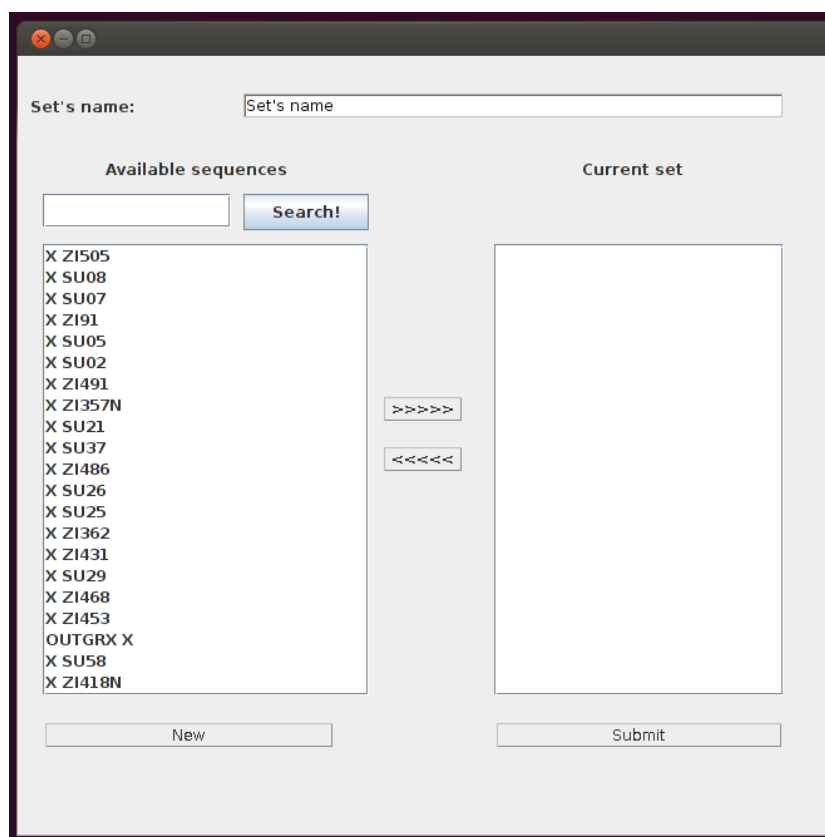 Set's name: Set's name
Available sequences Current set
Search!
X ZI505
X SU08
X SU07
X ZI91
X SU05
X SU02
X ZI491
X ZI357N
X SU21
X SU37
X ZI486
X SU26
X SU25
X ZI362
X ZI431
X SU29
X ZI468
X ZI453
OUTGRX X
X SU58
X ZI418N
>>>>>
<<<<<
New Submit